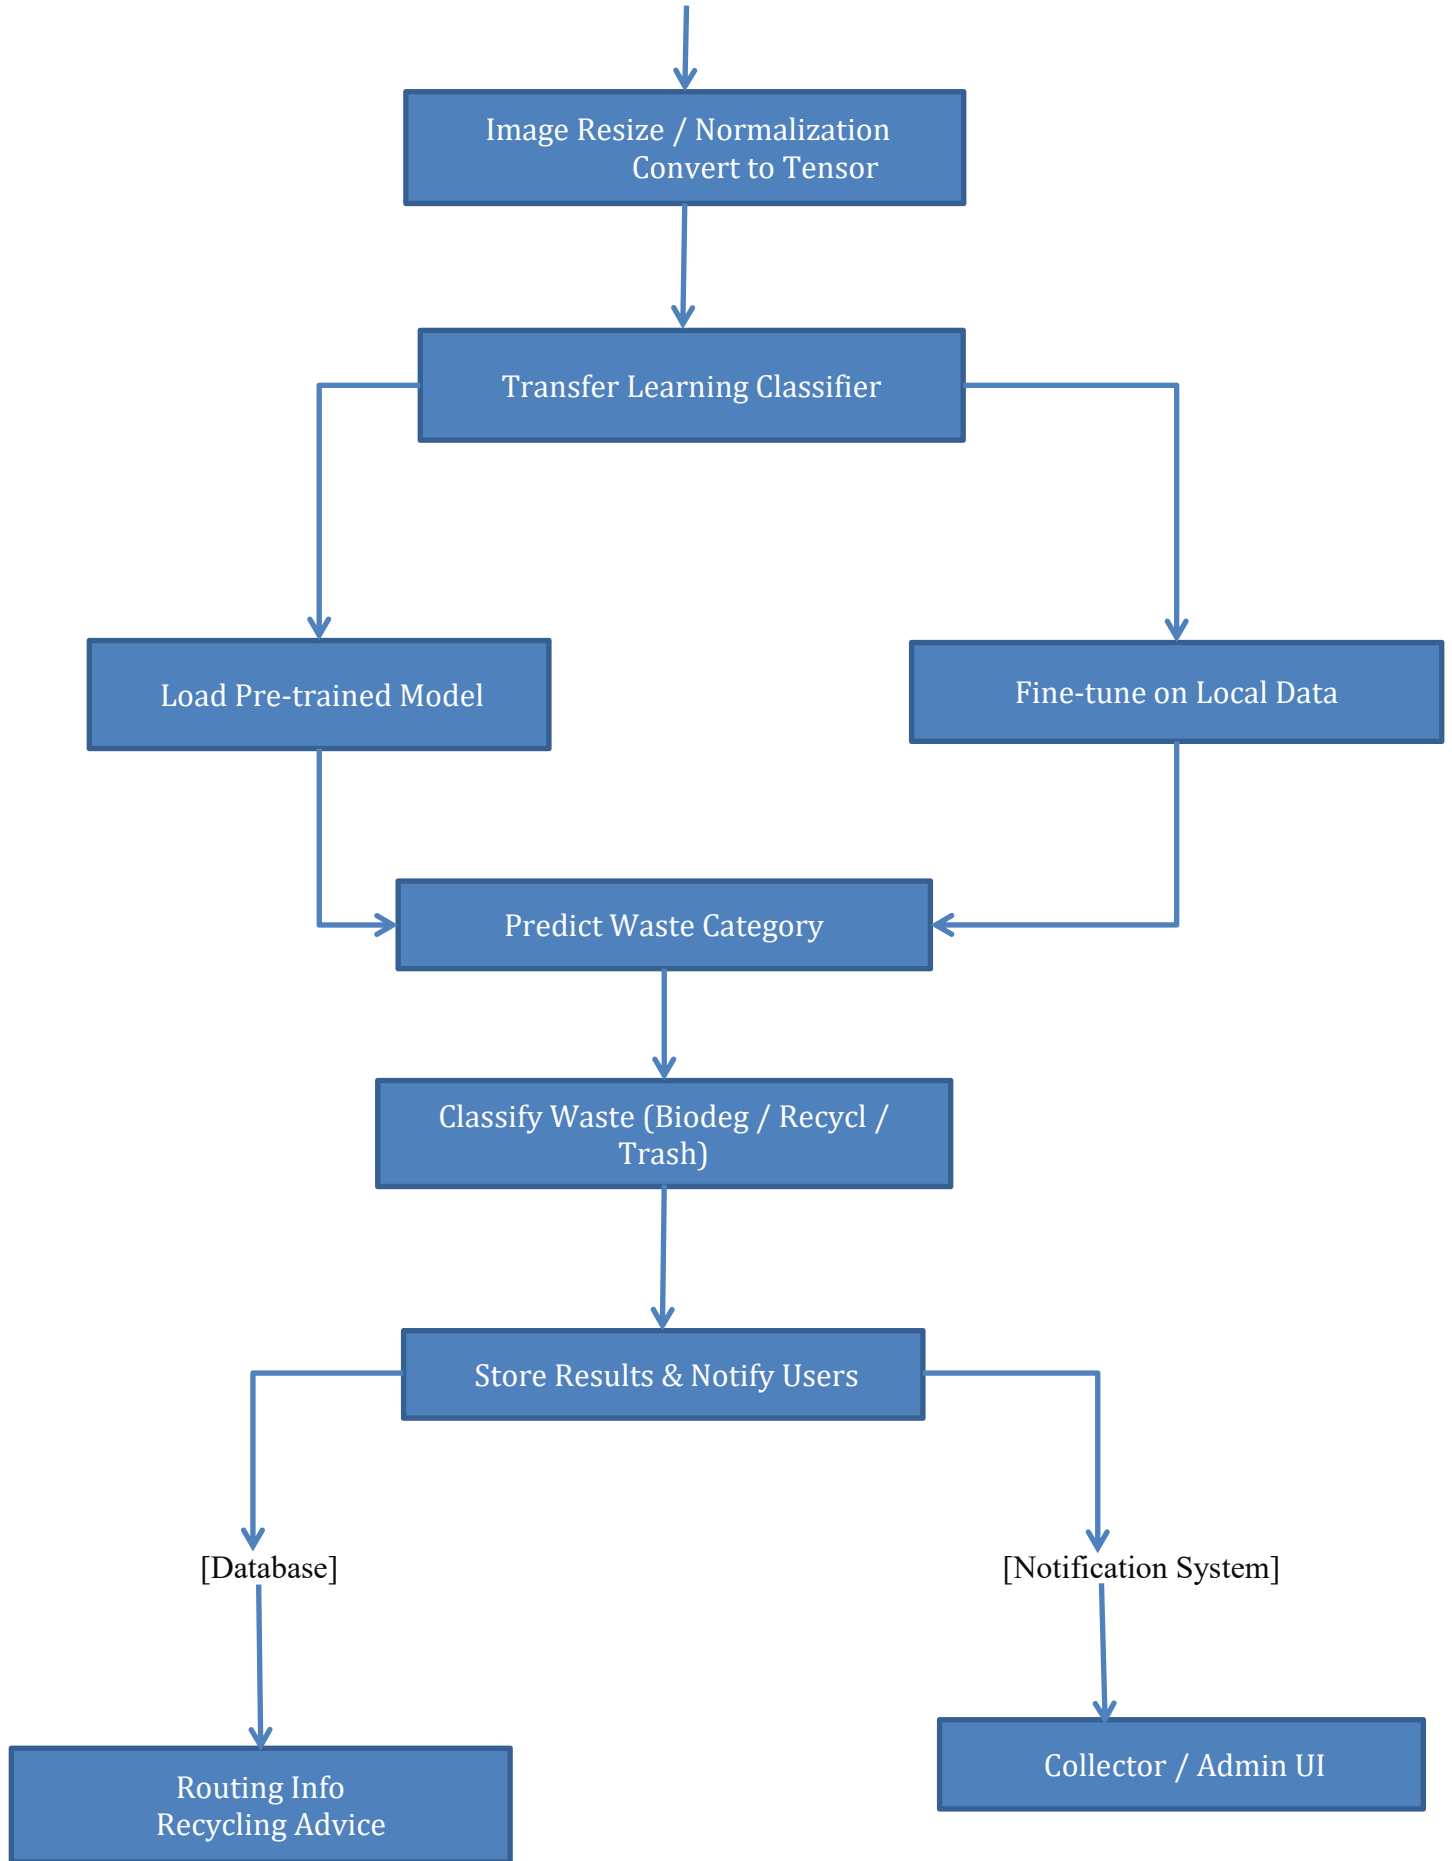 Image Resize / Normalization
Convert to Tensor
Transfer Learning Classifier
Load Pre-trained Model
Fine-tune on Local Data
Predict Waste Category
Classify Waste (Biodeg / Recycl /
Trash)
Store Results & Notify Users
[Database]
[Notification System]
Collector / Admin UI
Routing Info
Recycling Advice